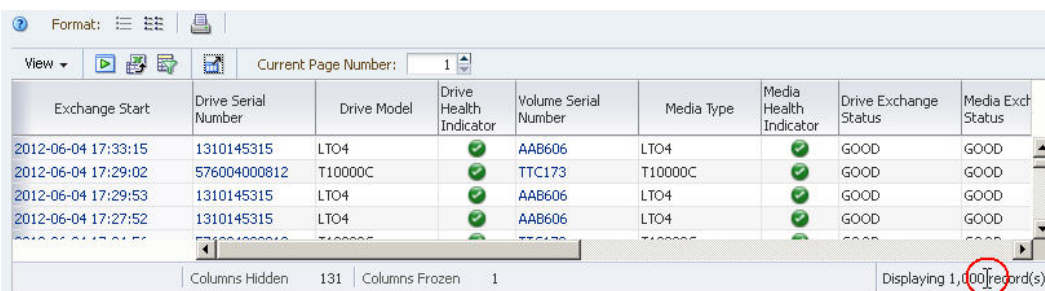 Format:
View Current Page Number: 1
Exchange Start Drive Serial Number Drive Model Drive Health Indicator Volume Serial Number Media Type Media Health Indicator Drive Exchange Status Media Exch Status
2012-06-04 17:33:15 1310145315 LTO4 AAB606 LTO4 GOOD GOOD
2012-06-04 17:29:02 576004000812 T10000C TTC173 T10000C GOOD GOOD
2012-06-04 17:29:53 1310145315 LTO4 AAB606 LTO4 GOOD GOOD
2012-06-04 17:27:52 1310145315 LTO4 AAB606 LTO4 GOOD GOOD
Columns Hidden 131 Columns Frozen 1 Displaying 1,000 record(s)